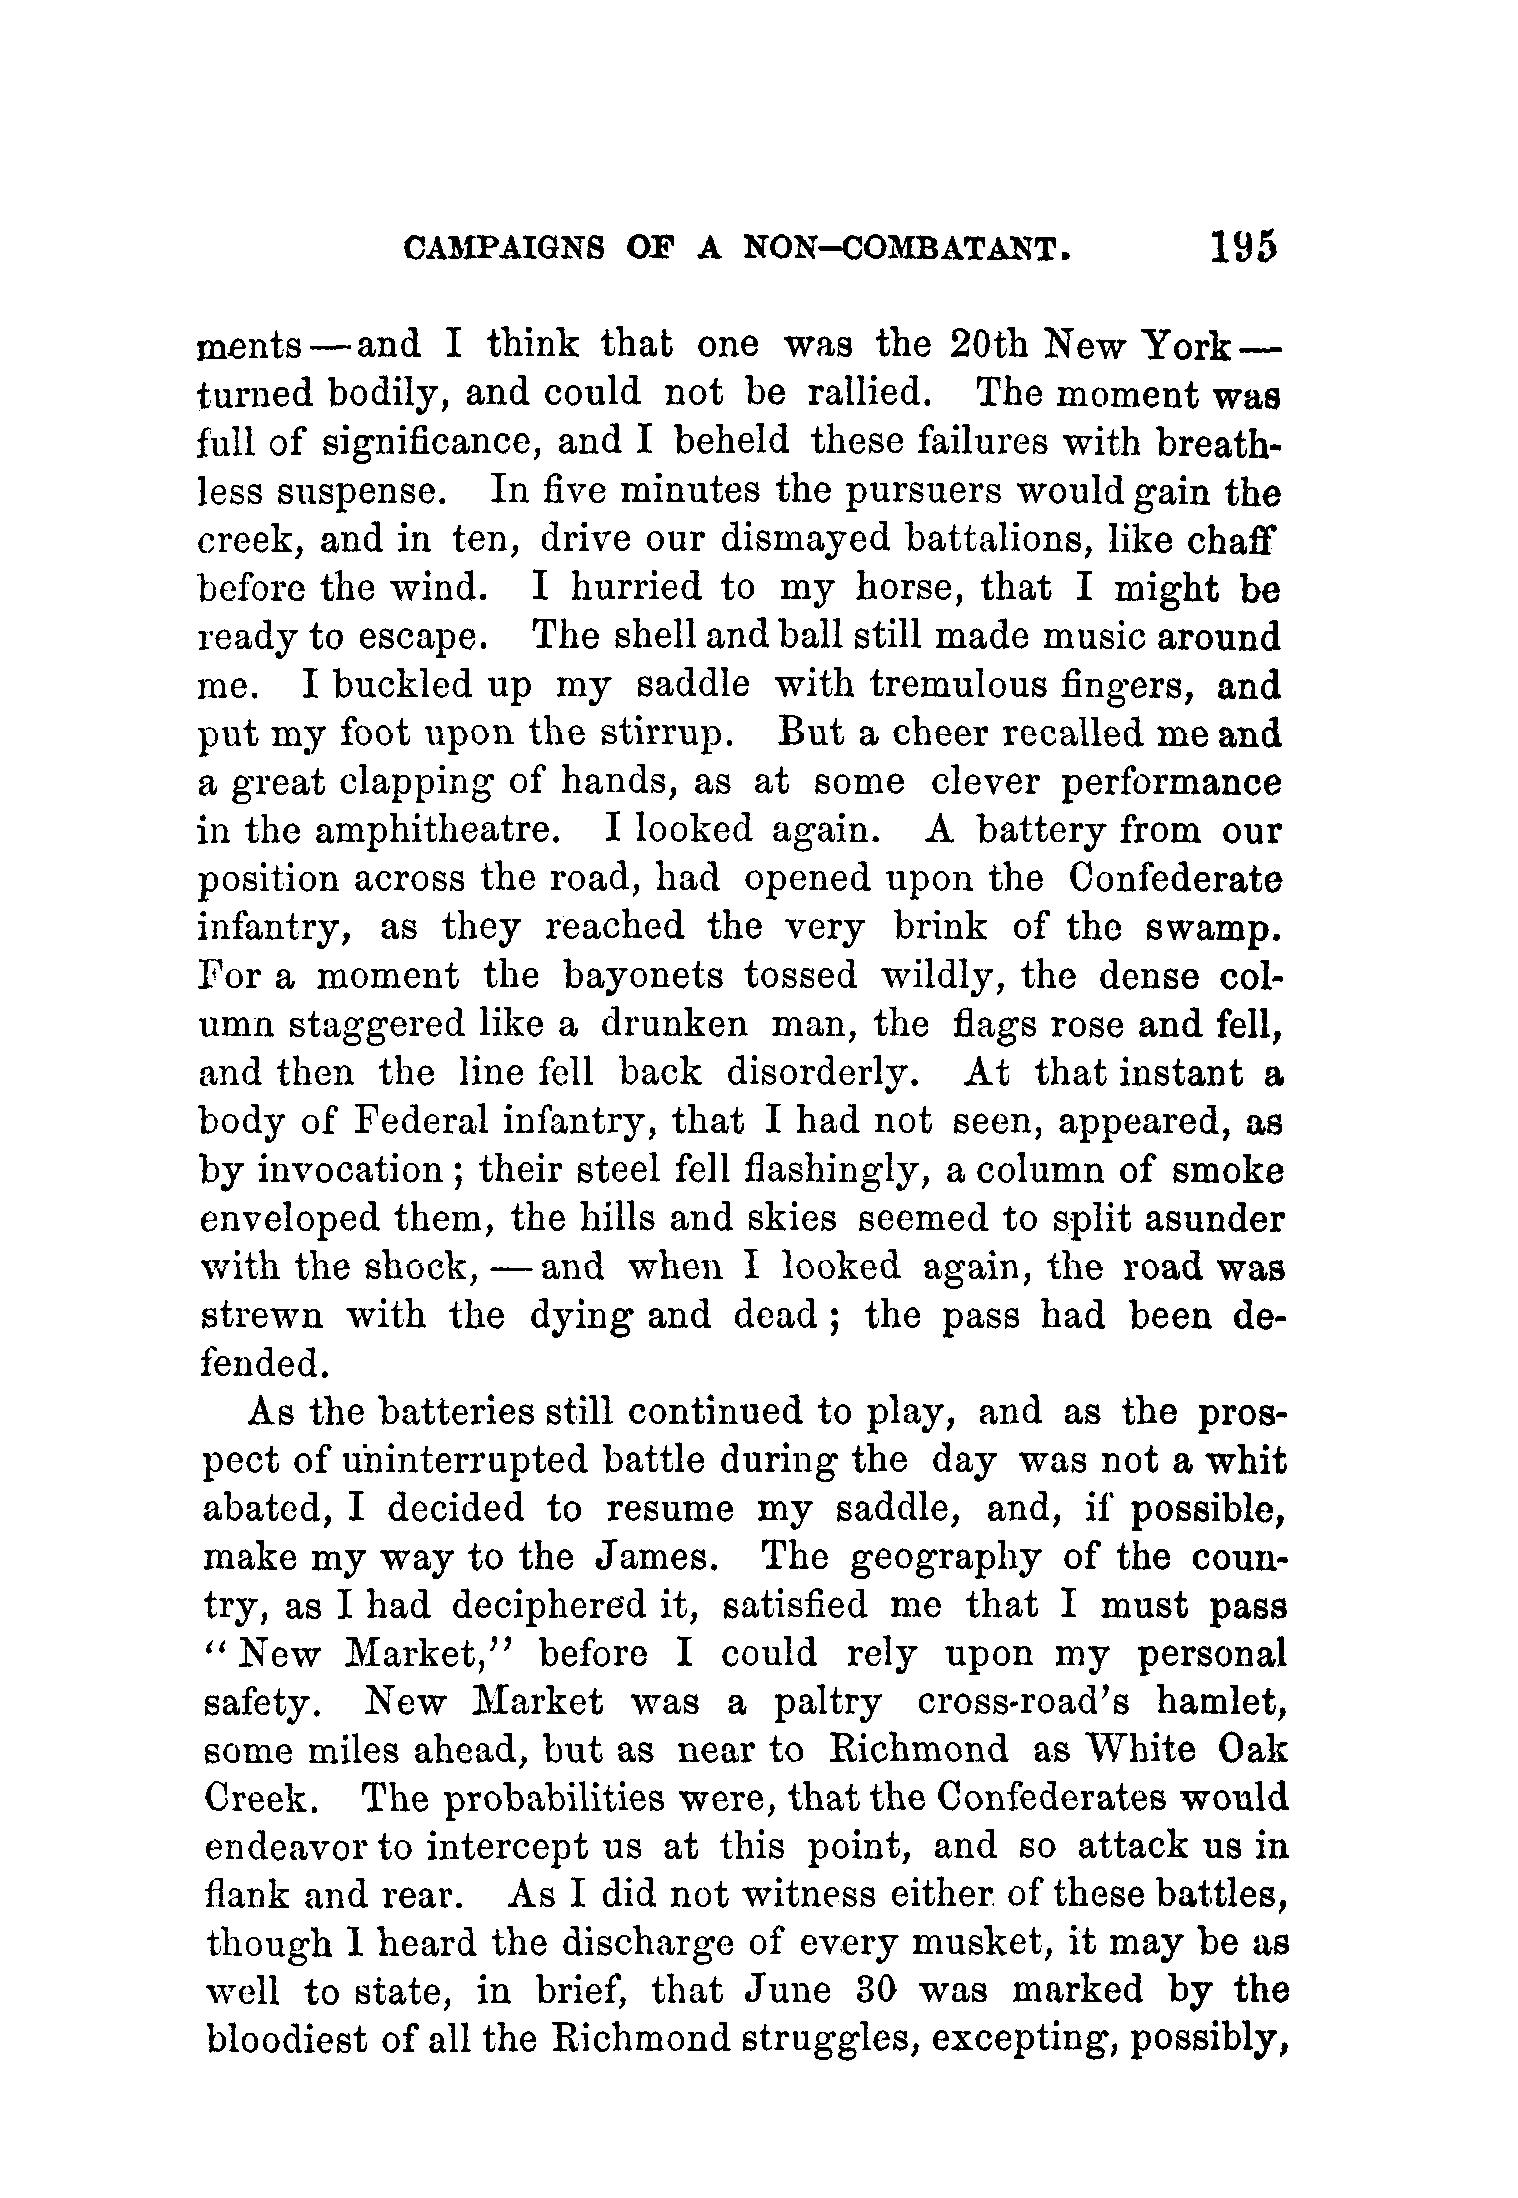 CAMPAIGNS OF A NON-COMBATANT. 195
ments—and I think that one was the 20th New York—
turned bodily, and could not be rallied. The moment was
full of significance, and I beheld these failures with breath-
less suspense. In five minutes the pursuers would gain the
creek, and in ten, drive our dismayed battalions, like chaff
before the wind. I hurried to my horse, that I might be
ready to escape. The shell and ball still made music around
me. I buckled up my saddle with tremulous fingers, and
put my foot upon the stirrup. But a cheer recalled me and
a great clapping of hands, as at some clever performance
in the amphitheatre. I looked again. A battery from our
position across the road, had opened upon the Confederate
infantry, as they reached the very brink of the swamp.
For a moment the bayonets tossed wildly, the dense col-
umn staggered like a drunken man, the flags rose and fell,
and then the line fell back disorderly. At that instant a
body of Federal infantry, that I had not seen, appeared, as
by invocation; their steel fell flashingly, a column of smoke
enveloped them, the hills and skies seemed to split asunder
with the shock, — and when I looked again, the road was
strewn with the dying and dead; the pass had been de-
fended.
As the batteries still continued to play, and as the pros-
pect of uninterrupted battle during the day was not a whit
abated, I decided to resume my saddle, and, if possible,
make my way to the James. The geography of the coun-
try, as I had deciphered it, satisfied me that I must pass
"New Market," before I could rely upon my personal
safety. New Market was a paltry cross-road's hamlet,
some miles ahead, but as near to Richmond as White Oak
Creek. The probabilities were, that the Confederates would
endeavor to intercept us at this point, and so attack us in
flank and rear. As I did not witness either of these battles,
though I heard the discharge of every musket, it may be as
well to state, in brief, that June 30 was marked by the
bloodiest of all the Richmond struggles, excepting, possibly,